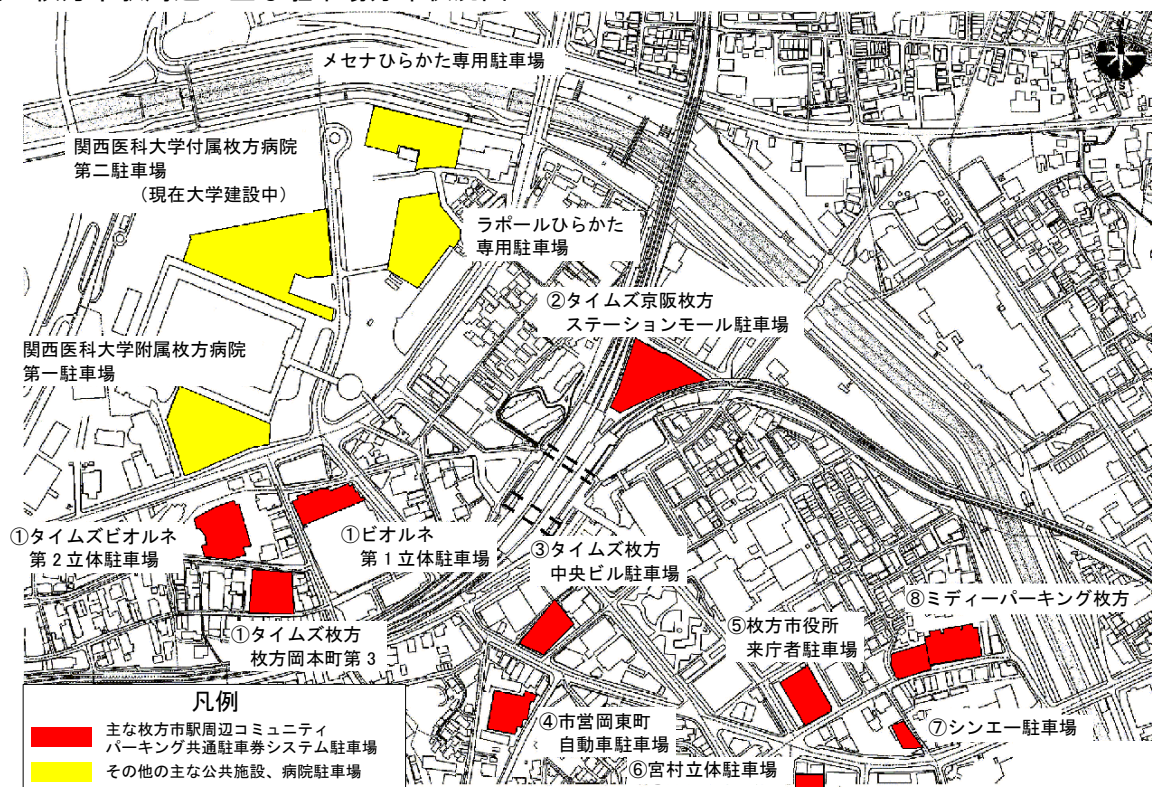 メセナひらかた専用駐車場
関西医科大学付属枚方病院
第二駐車場
（現在大学建設中）
ラポールひらかた
専用駐車場
②タイムズ京阪枚方
ステーションモール駐車場
関西医科大学附属枚方病院
第一駐車場
①タイムズビオルネ
第２立体駐車場
①ビオルネ
第１立体駐車場
③タイムズ枚方
中央ビル駐車場
⑧ミディーパーキング枚方
①タイムズ枚方
枚方岡本町第３
⑤枚方市役所
来庁者駐車場
④市営岡東町
自動車駐車場
⑦シンエー駐車場
⑥宮村立体駐車場
凡例
主な枚方市駅周辺コミュニティ
パーキング共通駐車券システム駐車場
その他の主な公共施設、病院駐車場